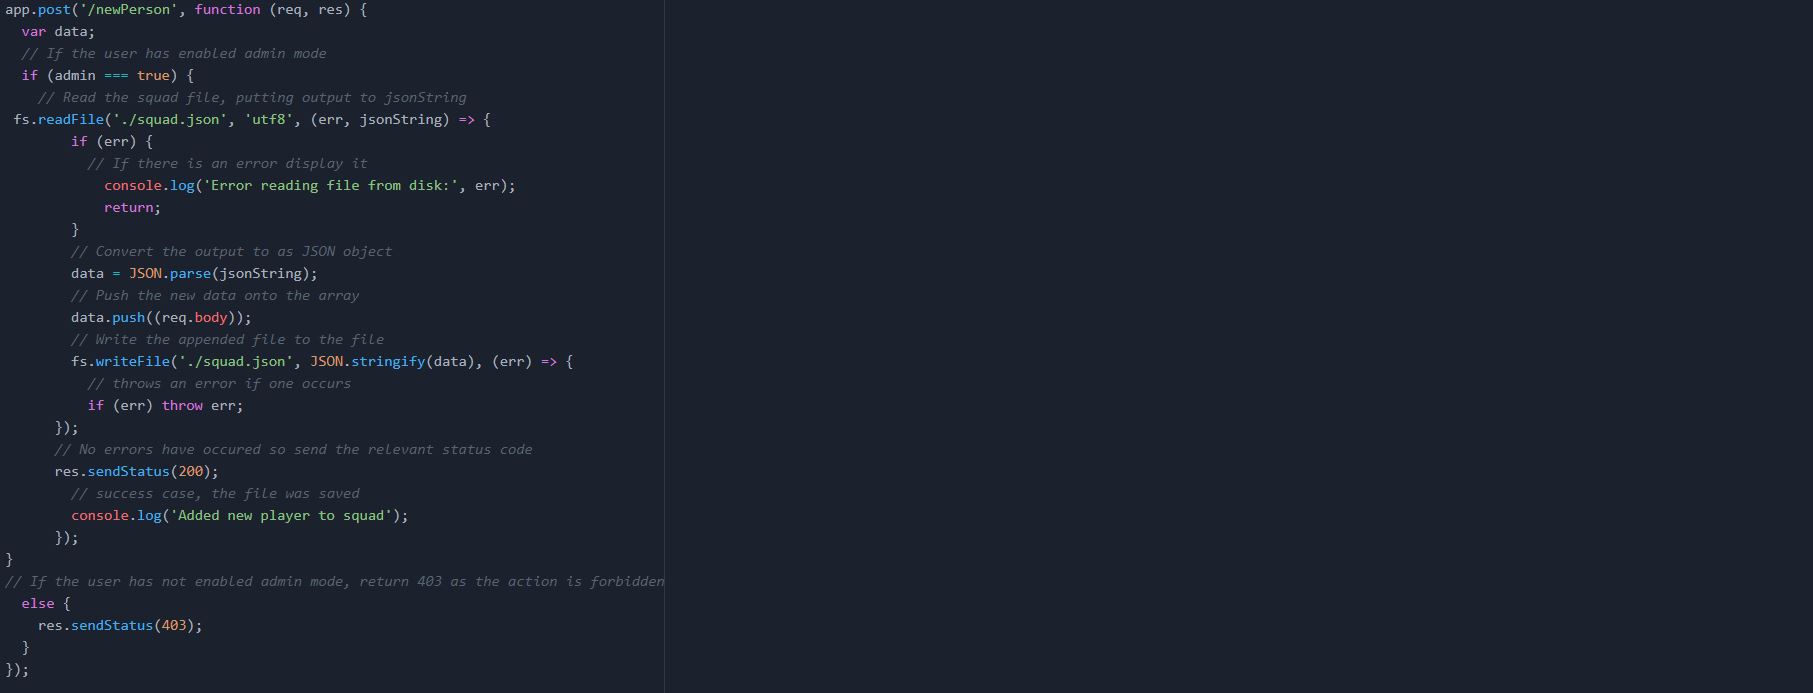 app.post('/newPerson', function (req, res) {
  var data;
  // If the user has enabled admin mode
  if (admin === true) {
    // Read the squad file, putting output to jsonString
 fs.readFile('./squad.json', 'utf8', (err, jsonString) => {
        if (err) {
          // If there is an error display it
            console.log('Error reading file from disk:', err);
            return;
        }
        // Convert the output to as JSON object
        data = JSON.parse(jsonString);
        // Push the new data onto the array
        data.push((req.body));
        // Write the appended file to the file
        fs.writeFile('./squad.json', JSON.stringify(data), (err) => {
          // throws an error if one occurs
          if (err) throw err;
      });
      // No errors have occured so send the relevant status code
      res.sendStatus(200);
        // success case, the file was saved
        console.log('Added new player to squad');
      });
}
// If the user has not enabled admin mode, return 403 as the action is forbidden
  else {
    res.sendStatus(403);
  }
});